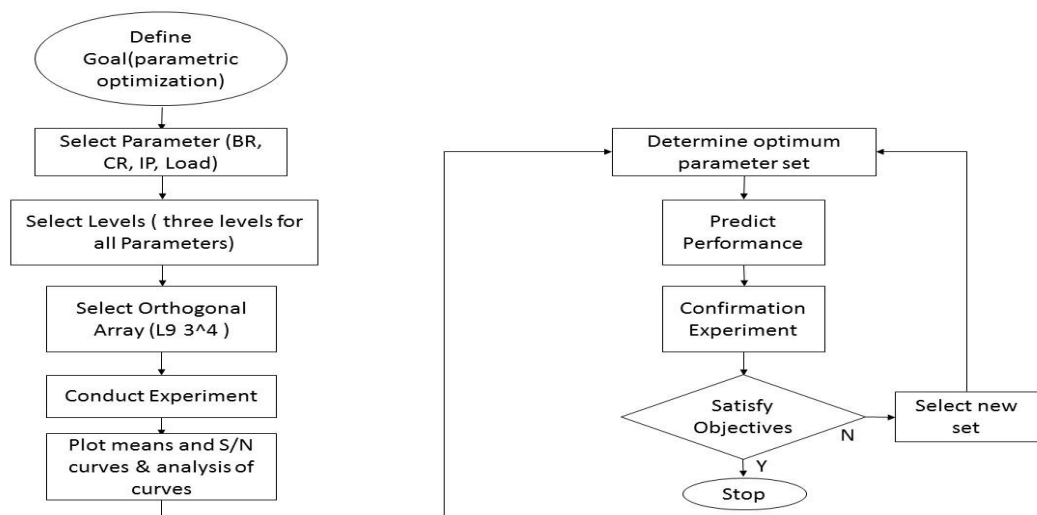 Define
Goal(parametric
optimization)
Select Parameter (BR,
CR, IP, Load)
Select Levels ( three levels for
all Parameters)
Select Orthogonal
Array (L9 3^4 )
Conduct Experiment
Plot means and S/N
curves & analysis of
curves
Determine optimum
parameter set
Predict
Performance
Confirmation
Experiment
Satisfy
Objectives
N
Y
Select new
set
Stop